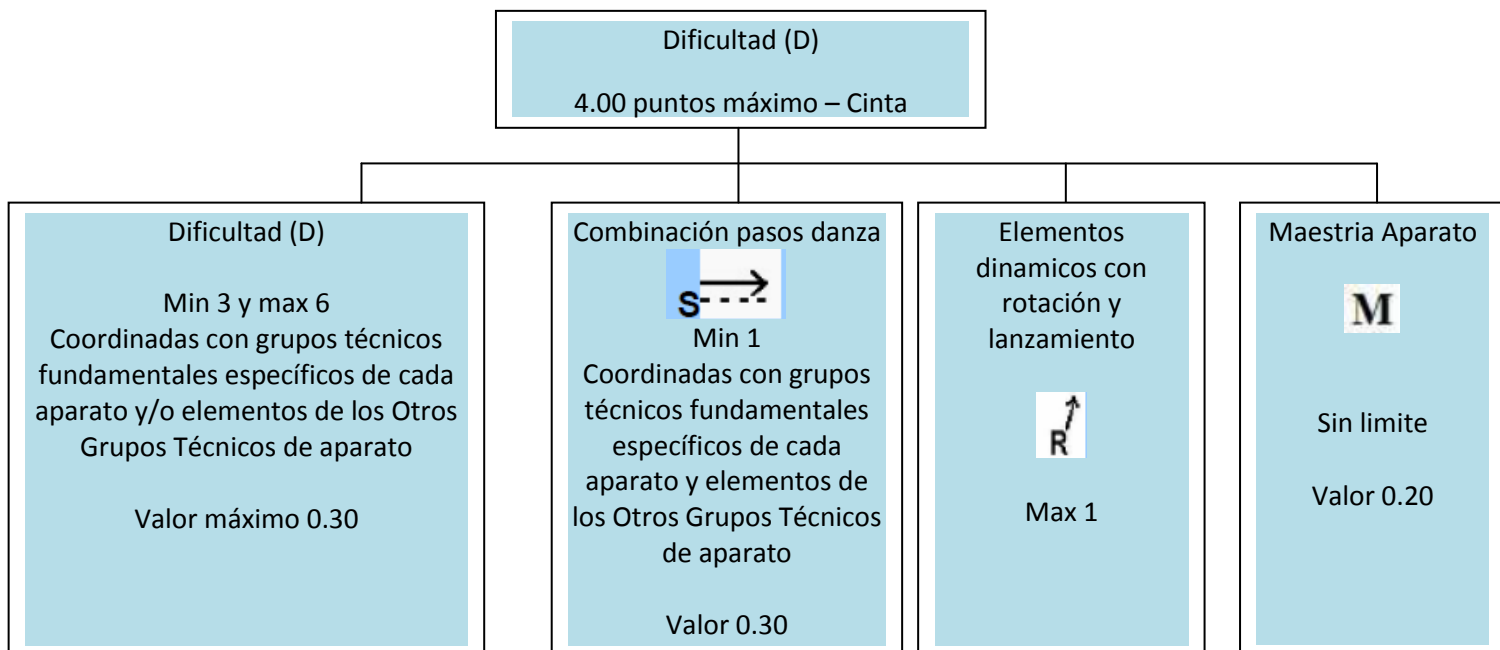 Dificultad (D)
4.00 puntos máximo – Cinta
Dificultad (D)
Min 3 y max 6
Coordinadas con grupos técnicos
fundamentales específicos de cada
aparato y/o elementos de los Otros
Grupos Técnicos de aparato
Valor máximo 0.30
Combinación pasos danza
S
Min 1
Coordinadas con grupos
técnicos fundamentales
específicos de cada
aparato y elementos de
los Otros Grupos Técnicos
de aparato
Valor 0.30
Elementos
dinamicos con
rotación y
lanzamiento
R
Max 1
Maestria Aparato
M
Sin limite
Valor 0.20